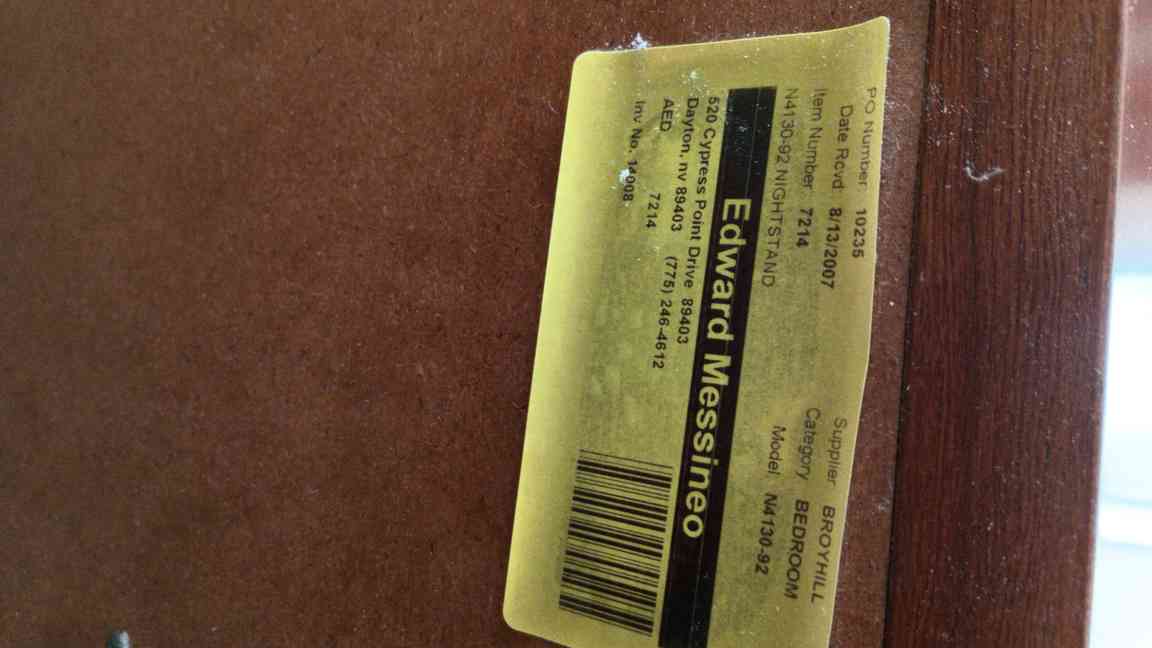 PO Number 10235
Date Rcvd 8/13/2007 Supplier BROYHILL
Item Number 7214 Category BEDROOM
N4130-92 NIGHTSTAND Model N4130-92
Edward Messineo
520 Cypress Point Drive 89403
Dayton, nv 89403 (775) 246-4612
AED 7214
Inv No. 14008